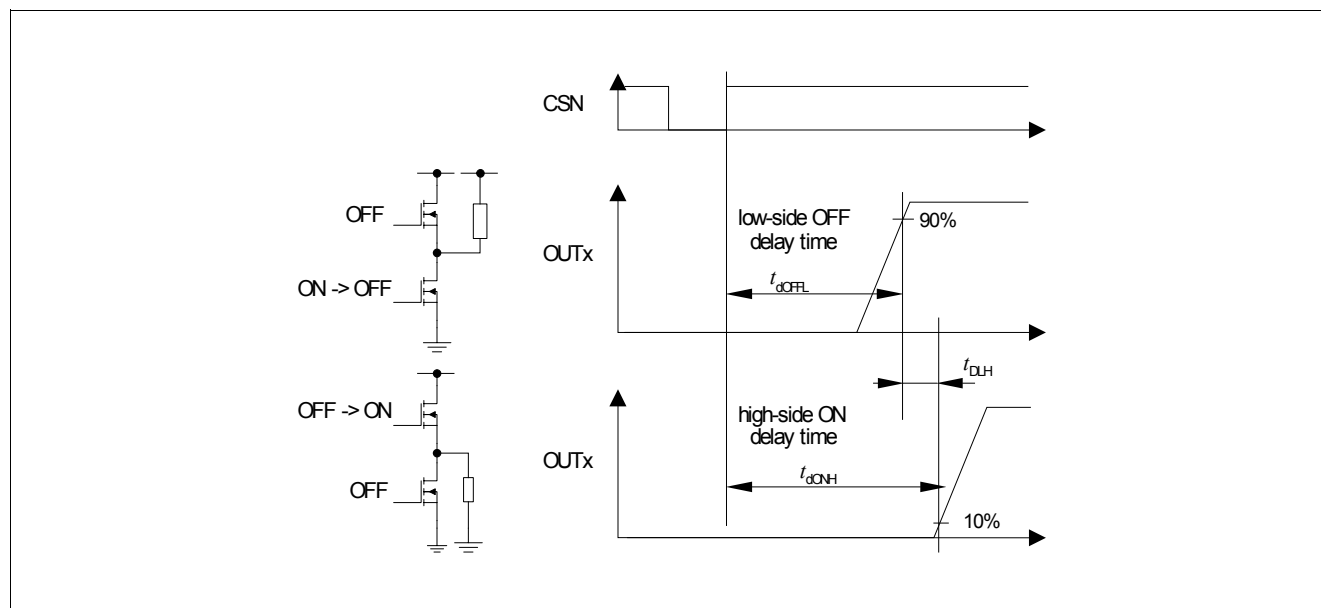 CSN
OFF
ON -> OFF
OUTx
low-side OFF
delay time
tdOFFL
90%
tDLH
OFF -> ON
OFF
OUTx
high-side ON
delay time
tdONH
10%